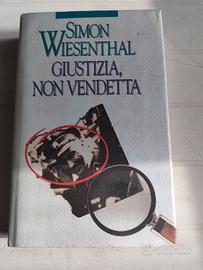 SIMON
WIESENTHAL
GIUSTIZIA,
NON VENDETTA